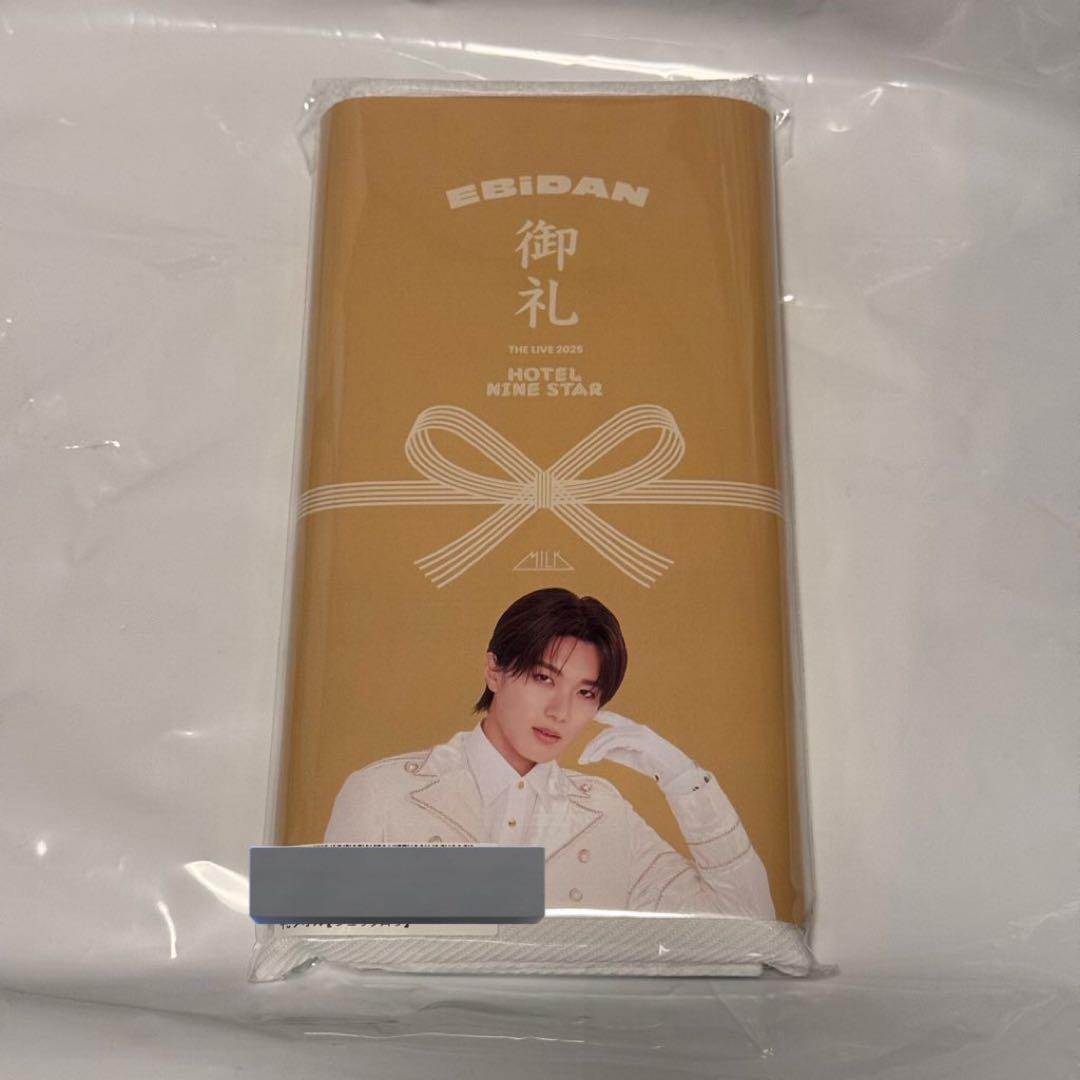 EBiDAN
御
礼
THE LIVE 2025
HOTEL
NINE STAR
MILK